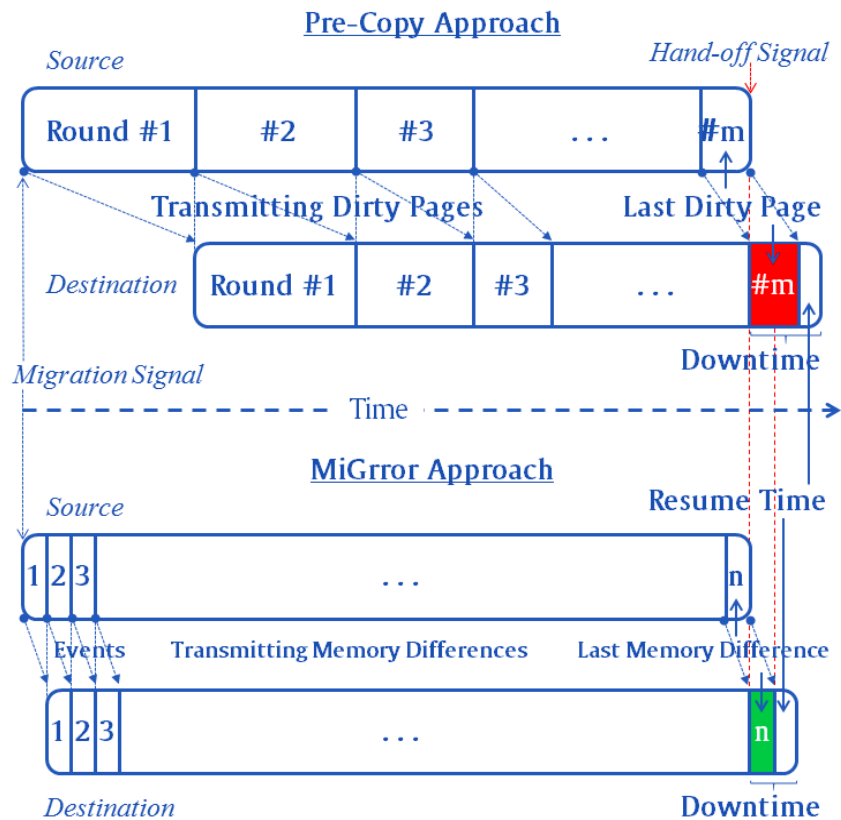 Pre-Copy Approach
Source
Hand-off Signal
Round #1 #2 #3 ... #m
Transmitting Dirty Pages Last Dirty Page
Destination Round #1 #2 #3 ... #m
Downtime
Migration Signal
Time
MiGrror Approach
Source Resume Time
1 2 3 ... n
Events Transmitting Memory Differences Last Memory Difference
1 2 3 ... n
Destination Downtime